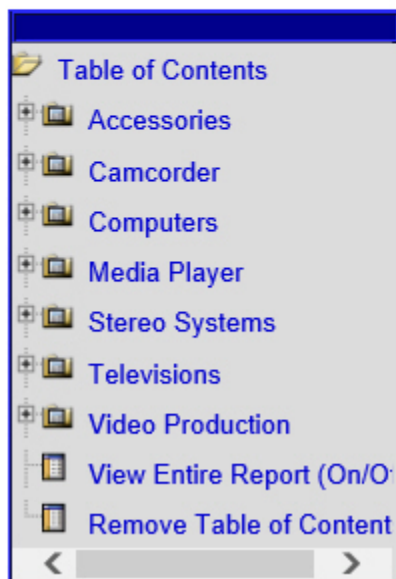 Table of Contents
Accessories
Camcorder
Computers
Media Player
Stereo Systems
Televisions
Video Production
View Entire Report (On/O
Remove Table of Content